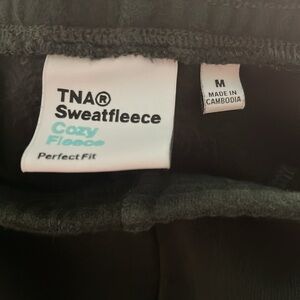 TNA®
Sweatfleece
Cozy
Fleece
Perfect Fit
M
MADE IN
CAMBODIA